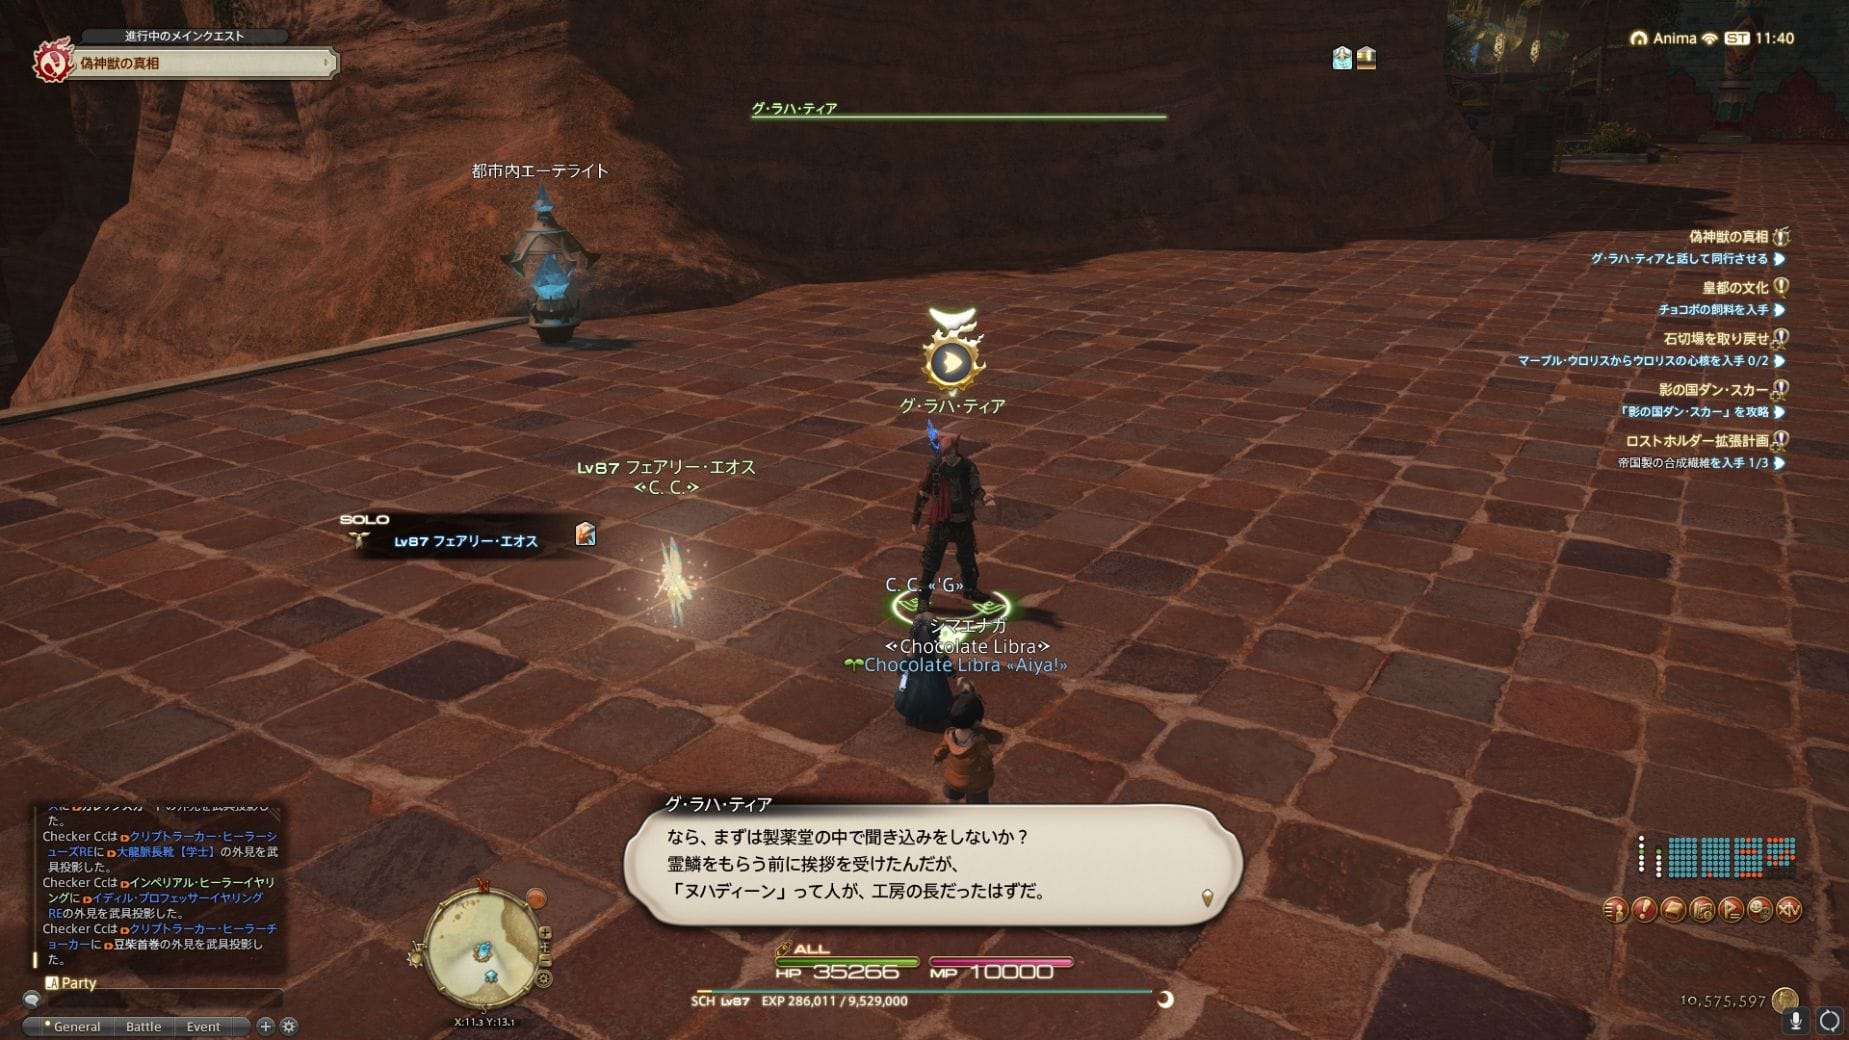 進行中のメインクエスト
偽神獣の真相
Anima ST 11:40
グ・ラハ・ティア
都市内エーテライト
偽神獣の真相
グ・ラハ・ティアと話して同行させる
皇都の文化
チョコボの飼料を入手
石切場を取り戻せ
マーブル・ウロリスからウロリスの心核を入手 0/2
影の国ダン・スカー
「影の国ダン・スカー」を攻略
ロストホルダー拡張計画
帝国製の合成繊維を入手 1/3
グ・ラハ・ティア
Lv87 フェアリー・エオス
C. C.
SOLO
Lv87 フェアリー・エオス
C. C. «'G»
シマエナガ
Chocolate Libra
Chocolate Libra «Aiya!»
グ・ラハ・ティア
なら、まずは製薬堂の中で聞き込みをしないか？
霊鱗をもらう前に挨拶を受けたんだが、
「ヌハディーン」って人が、工房の長だったはずだ。
た。
Checker Ccは クリプトラーカー・ヒーラーシ
ューズREに 大龍脈長靴【学士】の外見を武
具投影した。
Checker Ccは インペリアル・ヒーラーイヤリ
ングに イディル・プロフェッサーイヤリング
REの外見を武具投影した。
Checker Ccは クリプトラーカー・ヒーラーチ
ョーカーに 豆柴首巻の外見を武具投影し
た。
Party
General Battle Event
X:11.3 Y:13.1
ALL
HP 35266 MP 10000
SCH Lv87 EXP 286,011 / 9,529,000
XIV
10,575,597